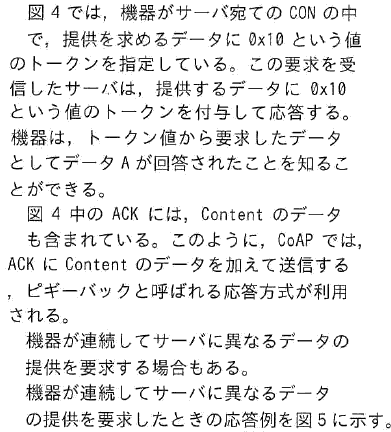 図 4 では，機器がサーバ宛ての CON の中
で，提供を求めるデータに 0x10 という値
のトークンを指定している。この要求を受
信したサーバは，提供するデータに 0x10
という値のトークンを付与して応答する。
機器は，トークン値から要求したデータ
としてデータ A が回答されたことを知るこ
とができる。
図 4 中の ACK には，Content のデータ
も含まれている。このように，CoAP では，
ACK に Content のデータを加えて送信する
，ピギーバックと呼ばれる応答方式が利用
される。
機器が連続してサーバに異なるデータの
提供を要求する場合もある。
機器が連続してサーバに異なるデータ
の提供を要求したときの応答例を図 5 に示す。